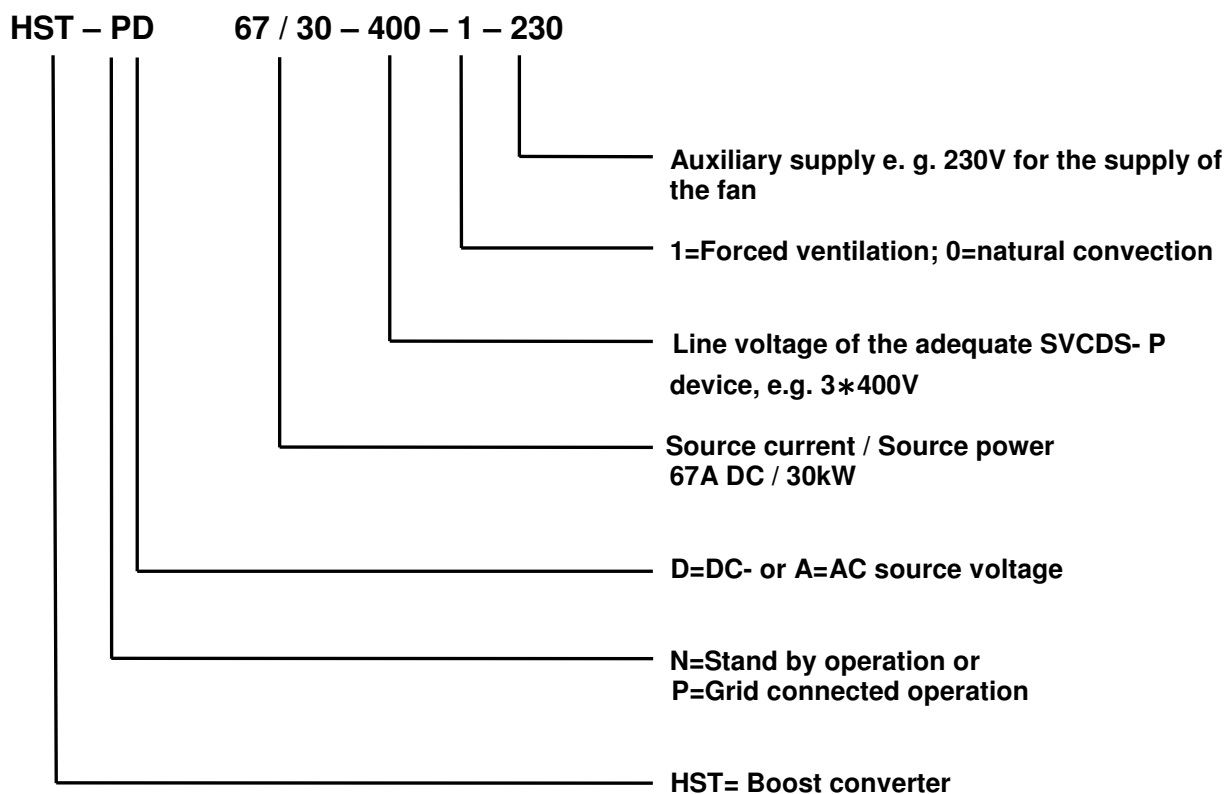 HST – PD 67 / 30 – 400 – 1 – 230
Auxiliary supply e. g. 230V for the supply of
the fan
1=Forced ventilation; 0=natural convection
Line voltage of the adequate SVCDS- P
device, e.g. 3∗400V
Source current / Source power
67A DC / 30kW
D=DC- or A=AC source voltage
N=Stand by operation or
P=Grid connected operation
HST= Boost converter